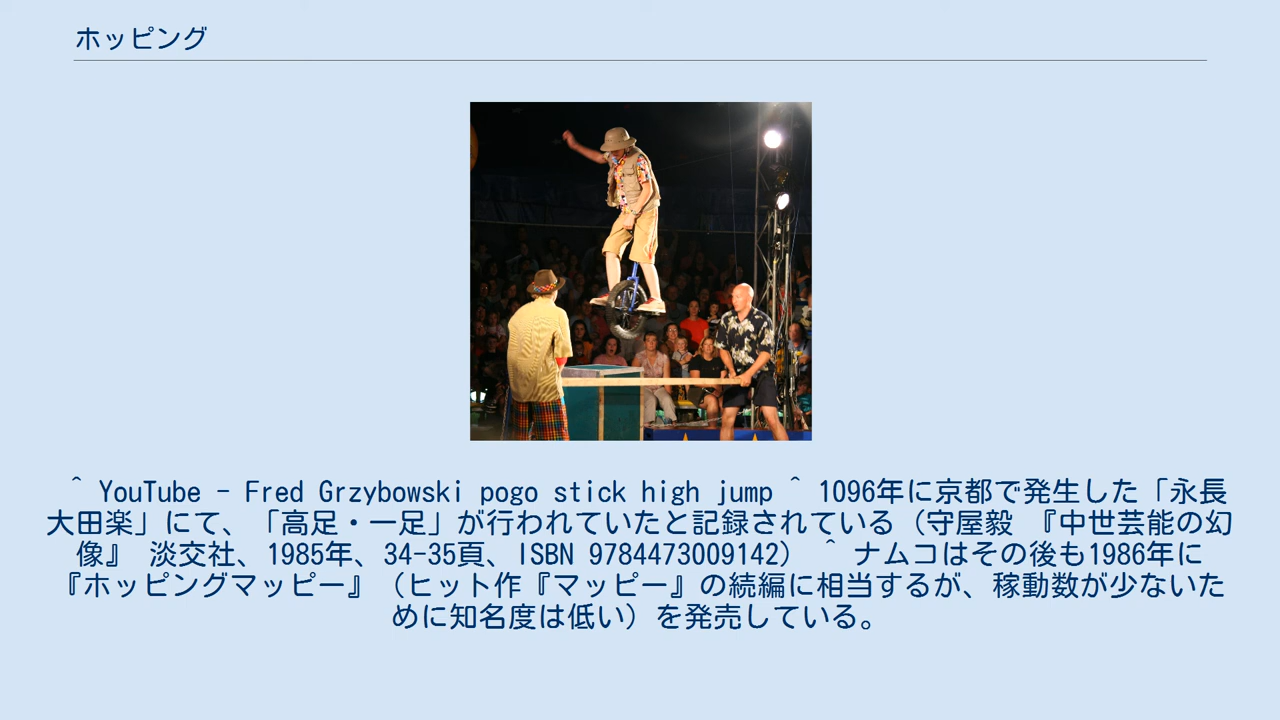 ホッピング
^ YouTube - Fred Grzybowski pogo stick high jump ^ 1096年に京都で発生した「永長
大田楽」にて、「高足・一足」が行われていたと記録されている（守屋毅 『中世芸能の幻
像』 淡交社、1985年、34-35頁、ISBN 9784473009142） ^ ナムコはその後も1986年に
『ホッピングマッピー』（ヒット作『マッピー』の続編に相当するが、稼動数が少ないた
めに知名度は低い）を発売している。